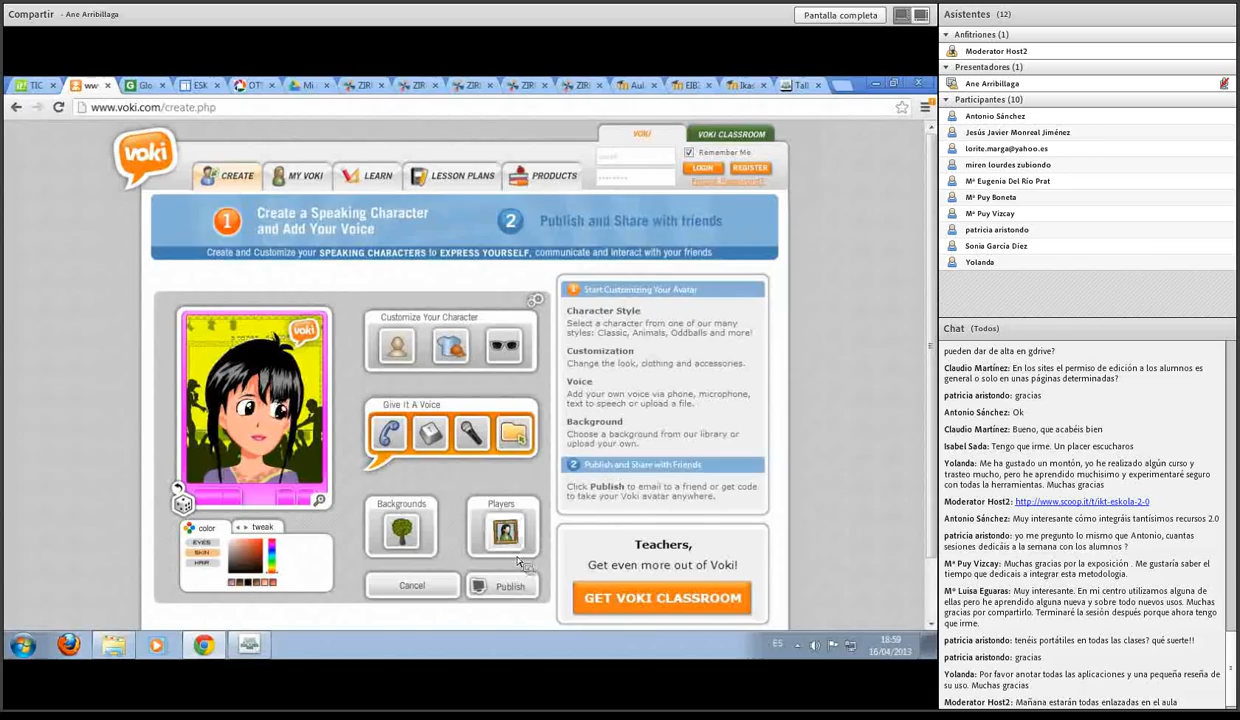 Compartir - Ane Arribillaga
Pantalla completa
TIC
ww
Glo
ESK
OT
Mi
ZIR
ZIR
ZIR
ZIR
ZIR
Aul
EIB
Ikas
Tall
www.voki.com/create.php
voki
VOKI
VOKI CLASSROOM
Remember Me
LOGIN
REGISTER
CREATE
MY VOKI
LEARN
LESSON PLANS
PRODUCTS
1 Create a Speaking Character
and Add Your Voice
2 Publish and Share with friends
Create and Customize your SPEAKING CHARACTERS to EXPRESS YOURSELF, communicate and interact with your friends
voki
Customize Your Character
Give It A Voice
Backgrounds
Players
color
tweak
EYES
SKIN
HAIR
Cancel
Publish
1 Start Customizing Your Avatar
Character Style
Select a character from one of our many
styles: Classic, Animals, Oddballs and more!
Customization
Change the look, clothing and accessories.
Voice
Add your own voice via phone, microphone,
text to speech or upload a file.
Background
Choose a background from our library or
upload your own.
2 Publish and Share with Friends
Click Publish to email to a friend or get code
to take your Voki avatar anywhere.
Teachers,
Get even more out of Voki!
GET VOKI CLASSROOM
ES
18:59
16/04/2013
Asistentes (12)
Anfitriones (1)
Moderator Host2
Presentadores (1)
Ane Arribillaga
Participantes (10)
Antonio Sánchez
Jesús Javier Monreal Jiménez
lorite.marga@yahoo.es
miren lourdes zubiondo
Mª Eugenia Del Río Prat
Mª Puy Boneta
Mª Puy Vizcay
patricia aristondo
Sonia Garcia Diez
Yolanda
Chat (Todos)
pueden dar de alta en gdrive?
Claudio Martínez: En los sites el permiso de edición a los alumnos es
general o solo en unas páginas determinadas?
patricia aristondo: gracias
Antonio Sánchez: Ok
Claudio Martínez: Bueno, que acabéis bien
Isabel Sada: Tengo que irme. Un placer escucharos
Yolanda: Me ha gustado un montón, yo he realizado algún curso y
trasteo mucho, pero he aprendido muchisimo y experimentaré seguro
con todas la herramientas. Muchas gracias
Moderator Host2: http://www.scoop.it/t/ikt-eskola-2-0
Antonio Sánchez: Muy interesante cómo integráis tantísimos recursos 2.0
patricia aristondo: yo me pregunto lo mismo que Antonio, cuantas
sesiones dedicáis a la semana con los alumnos ?
Mª Puy Vizcay: Muchas gracias por la exposición . Me gustaría saber el
tiempo que dedicais a integrar esta metodologia.
Mª Luisa Eguaras: Muy interesante. En mi centro utilizamos alguna de
ellas pero he aprendido alguna nueva y sobre todo nuevos usos. Muchas
gracias por compartirlo. Terminaré la sesión después porque ahora tengo
que irme.
patricia aristondo: tenéis portátiles en todas las clases? qué suerte!!
patricia aristondo: gracias
Yolanda: Por favor anotar todas las aplicaciones y una pequeña reseña de
su uso. Muchas gracias
Moderator Host2: Mañana estarán todas enlazadas en el aula